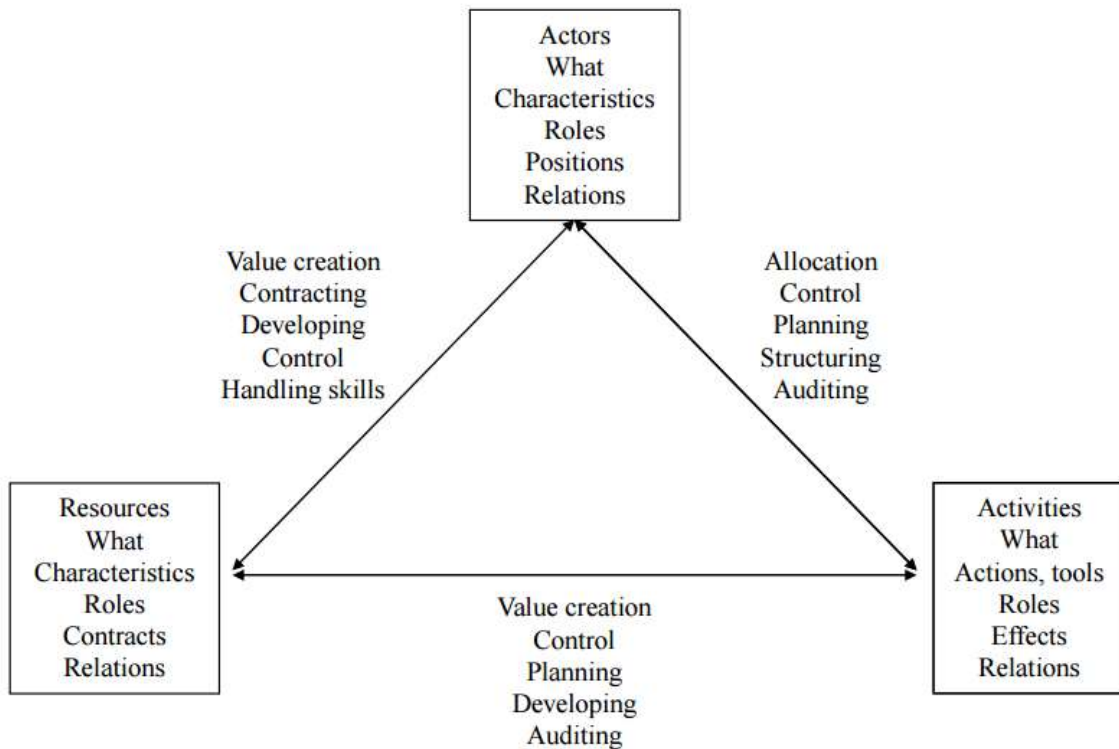 Actors
What
Characteristics
Roles
Positions
Relations
Value creation
Contracting
Developing
Control
Handling skills
Allocation
Control
Planning
Structuring
Auditing
Resources
What
Characteristics
Roles
Contracts
Relations
Value creation
Control
Planning
Developing
Auditing
Activities
What
Actions, tools
Roles
Effects
Relations